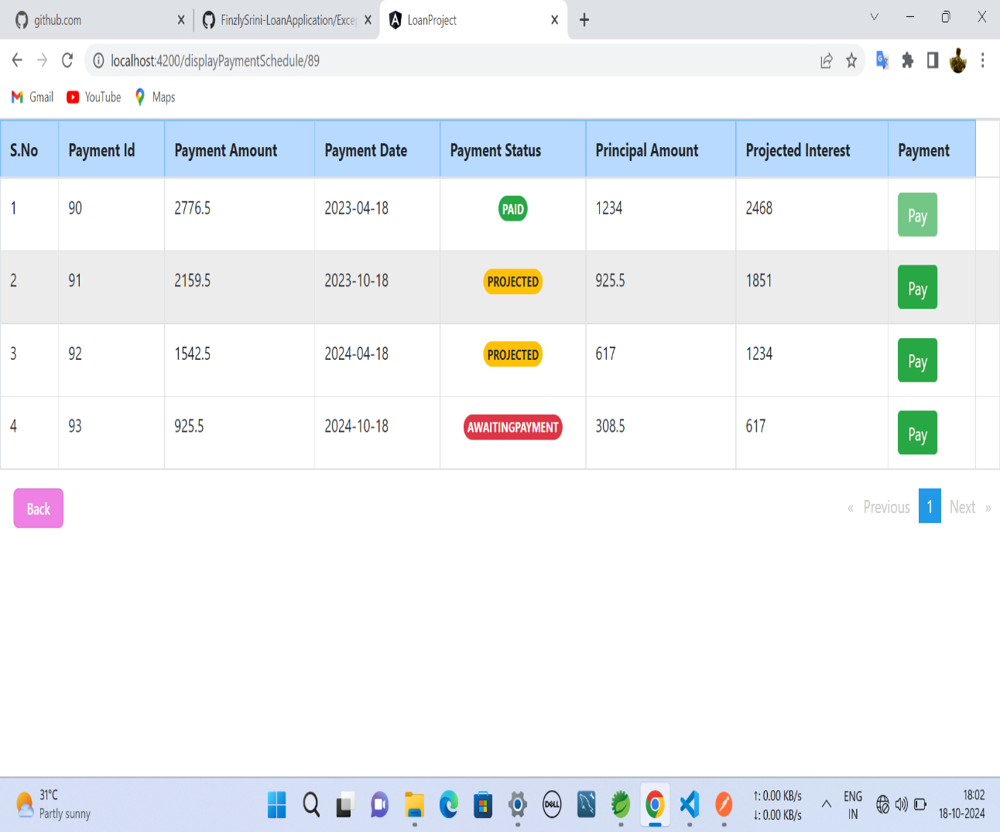 github.com
FinzlySrini-LoanApplication/Exce
LoanProject
localhost:4200/displayPaymentSchedule/89
Gmail YouTube Maps
S.No Payment Id Payment Amount Payment Date Payment Status Principal Amount Projected Interest Payment
1 90 2776.5 2023-04-18 PAID 1234 2468 Pay
2 91 2159.5 2023-10-18 PROJECTED 925.5 1851 Pay
3 92 1542.5 2024-04-18 PROJECTED 617 1234 Pay
4 93 925.5 2024-10-18 AWAITINGPAYMENT 308.5 617 Pay
Back « Previous 1 Next »
31°C
Partly sunny
DELL
↑: 0.00 KB/s
↓: 0.00 KB/s
ENG
IN
18:02
18-10-2024